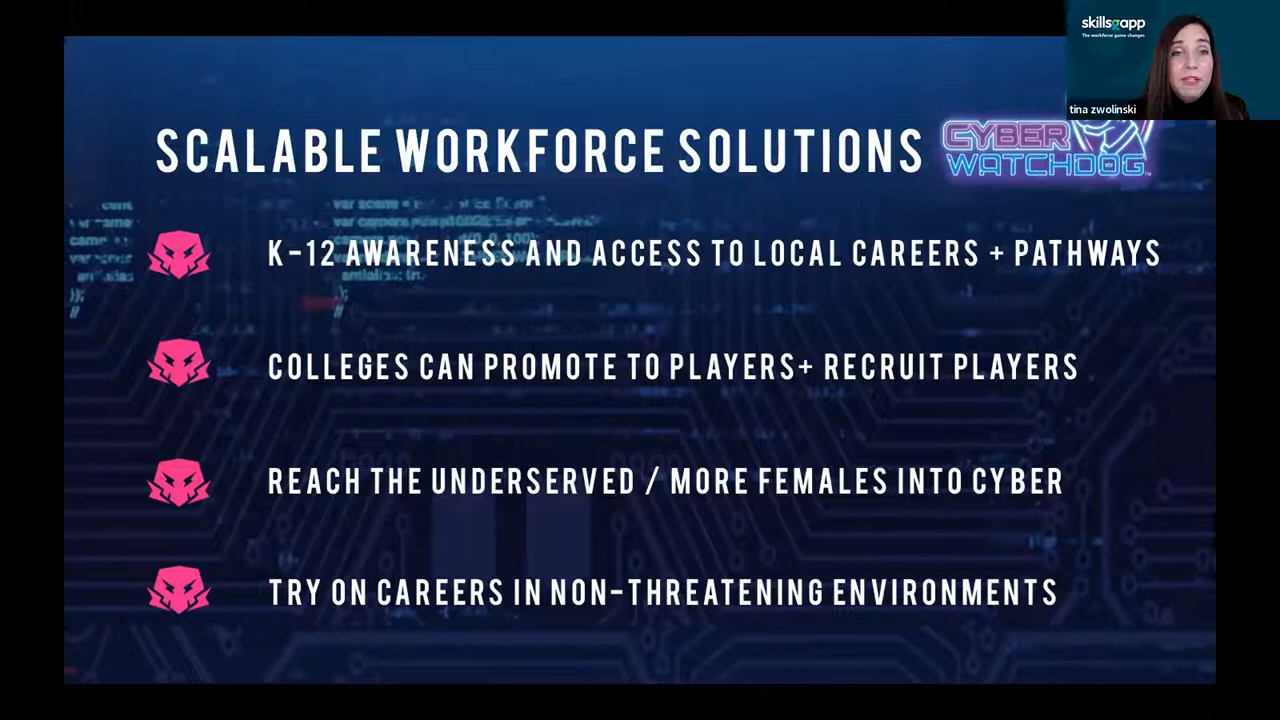 skillsgapp
The workforce game changes
tina zwolinski
SCALABLE WORKFORCE SOLUTIONS
CYBER
WATCHDOG
K-12 AWARENESS AND ACCESS TO LOCAL CAREERS + PATHWAYS
COLLEGES CAN PROMOTE TO PLAYERS+ RECRUIT PLAYERS
REACH THE UNDERSERVED / MORE FEMALES INTO CYBER
TRY ON CAREERS IN NON-THREATENING ENVIRONMENTS